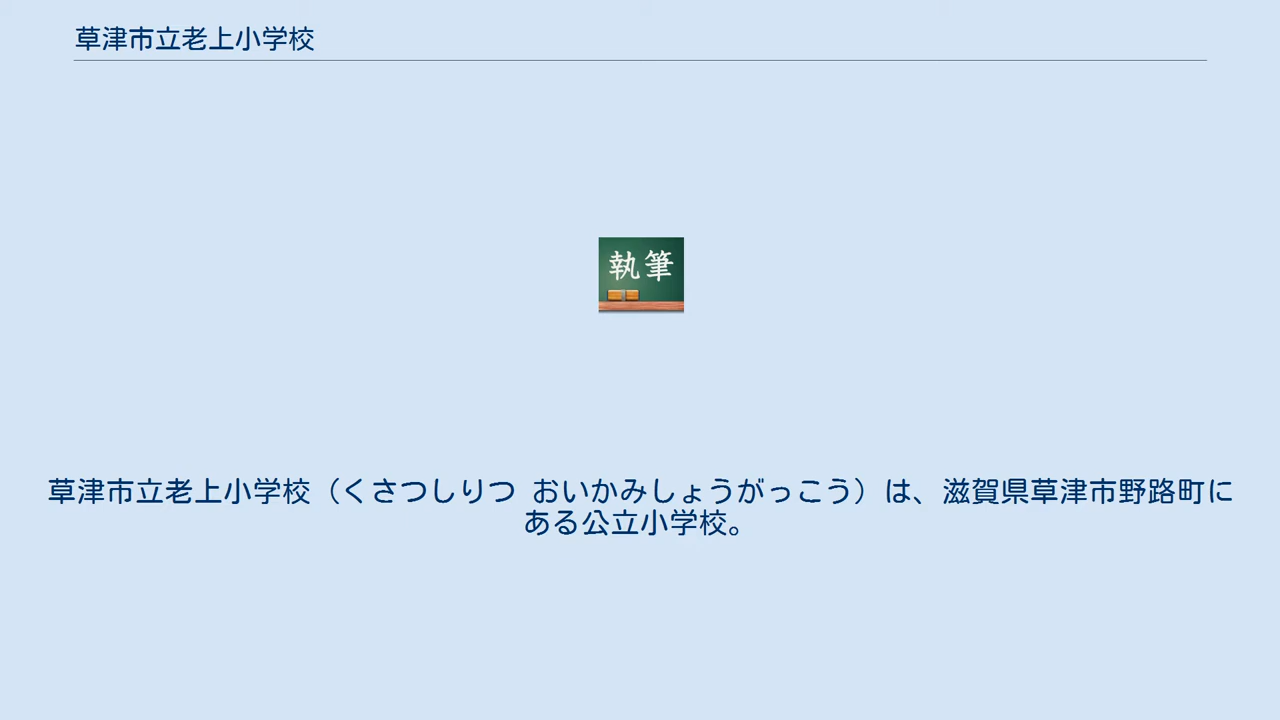 草津市立老上小学校
執筆
草津市立老上小学校（くさつしりつ おいかみしょうがっこう）は、滋賀県草津市野路町に
ある公立小学校。